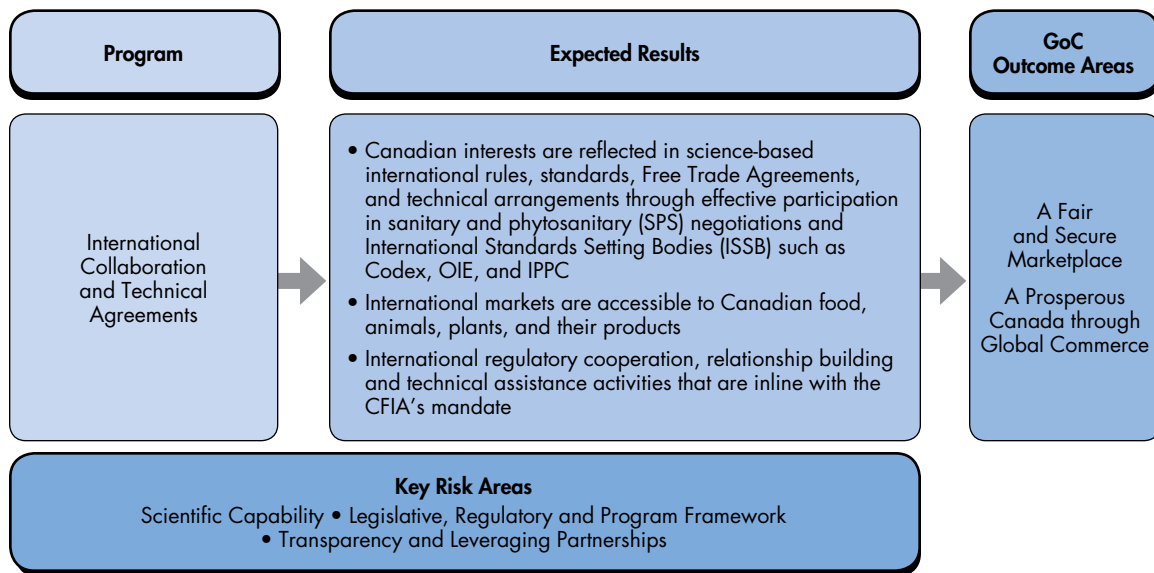 Program
Expected Results
GoC
Outcome Areas
International
Collaboration
and Technical
Agreements
• Canadian interests are reflected in science-based
international rules, standards, Free Trade Agreements,
and technical arrangements through effective participation
in sanitary and phytosanitary (SPS) negotiations and
International Standards Setting Bodies (ISSB) such as
Codex, OIE, and IPPC
• International markets are accessible to Canadian food,
animals, plants, and their products
• International regulatory cooperation, relationship building
and technical assistance activities that are inline with the
CFIA’s mandate
A Fair
and Secure
Marketplace
A Prosperous
Canada through
Global Commerce
Key Risk Areas
Scientific Capability • Legislative, Regulatory and Program Framework
• Transparency and Leveraging Partnerships